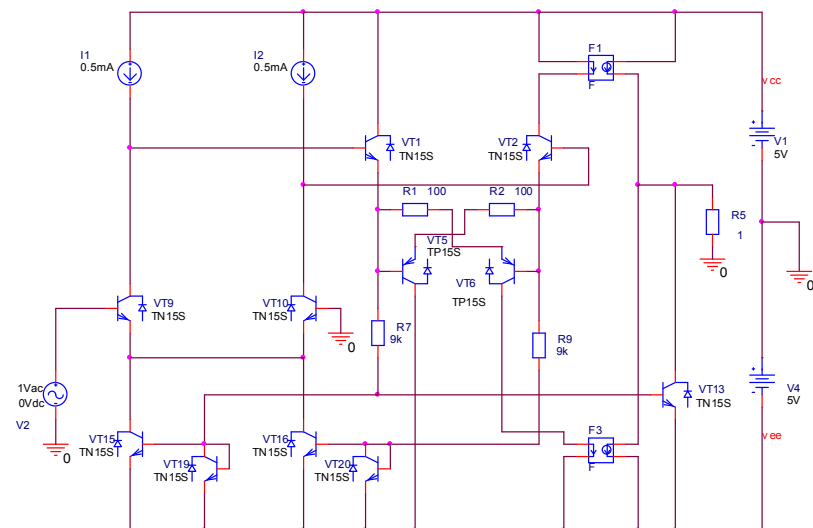 I1
0.5mA
I2
0.5mA
F1
F
vcc
V1
5V
VT1
TN15S
VT2
TN15S
R1 100
R2 100
R5
1
0
0
VT5
TP15S
VT6
TP15S
VT9
TN15S
VT10
TN15S
0
R7
9k
R9
9k
1Vac
0Vdc
V2
0
VT13
TN15S
V4
5V
VT15
TN15S
VT19
TN15S
VT16
TN15S
VT20
TN15S
F3
F
vee